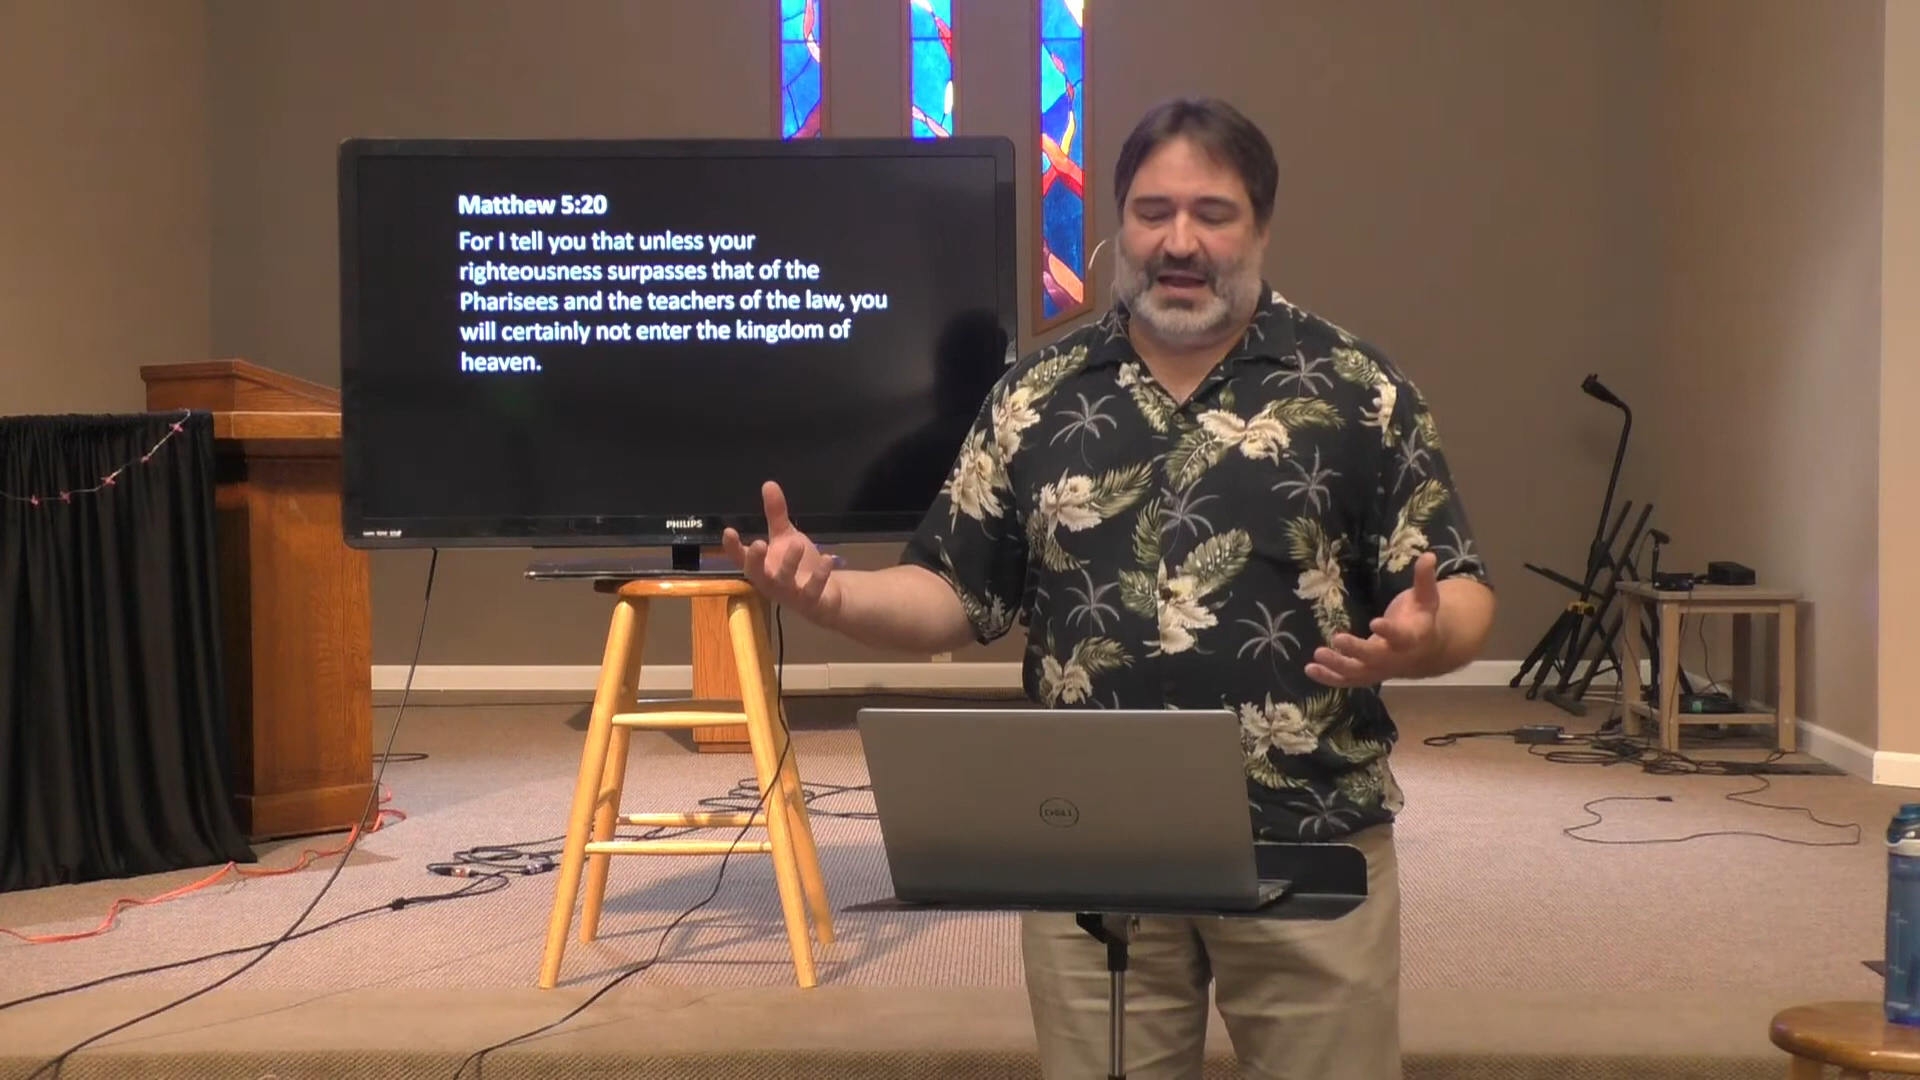 Matthew 5:20
For I tell you that unless your
righteousness surpasses that of the
Pharisees and the teachers of the law, you
will certainly not enter the kingdom of
heaven.
PHILIPS
DELL